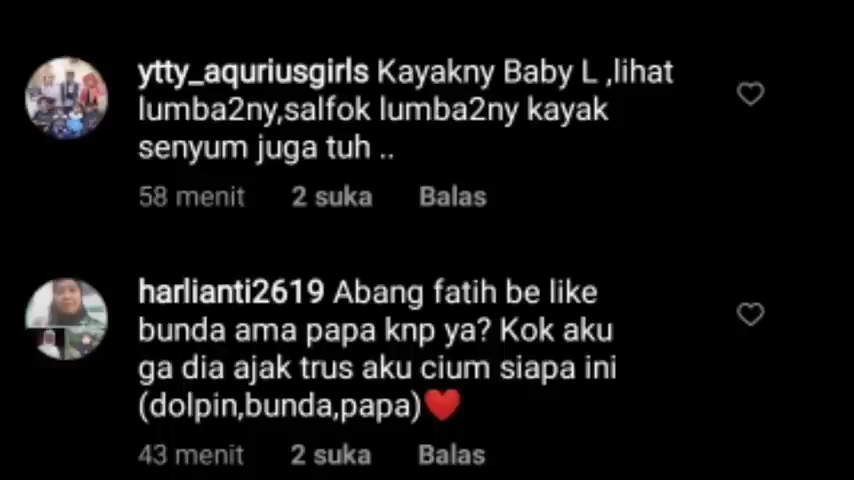 ytty_aquriusgirls Kayakny Baby L ,lihat
lumba2ny,salfok lumba2ny kayak
senyum juga tuh ..
58 menit 2 suka Balas
harlianti2619 Abang fatih be like
bunda ama papa knp ya? Kok aku
ga dia ajak trus aku cium siapa ini
(dolpin,bunda,papa)❤️
43 menit 2 suka Balas